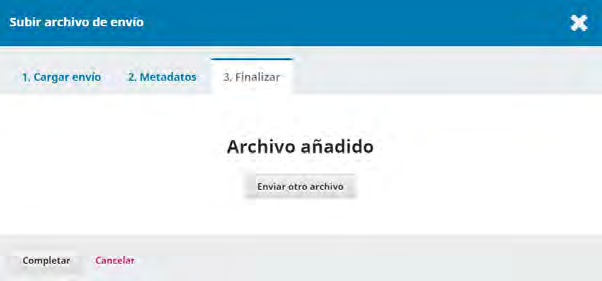 Subir archivo de envío
1. Cargar envío 2. Metadatos 3. Finalizar
Archivo añadido
Enviar otro archivo
Completar Cancelar